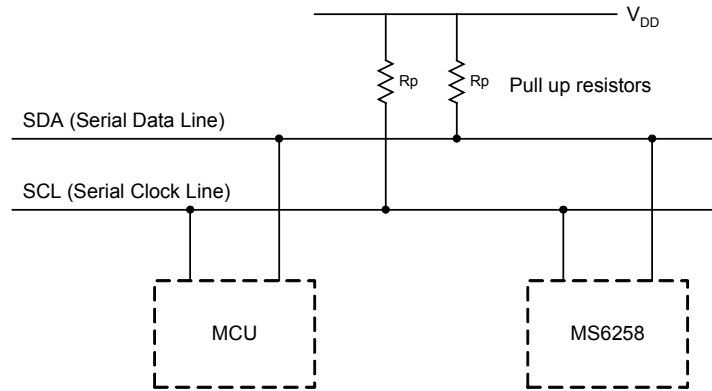 VDD
Rp
Rp
Pull up resistors
SDA (Serial Data Line)
SCL (Serial Clock Line)
MCU
MS6258